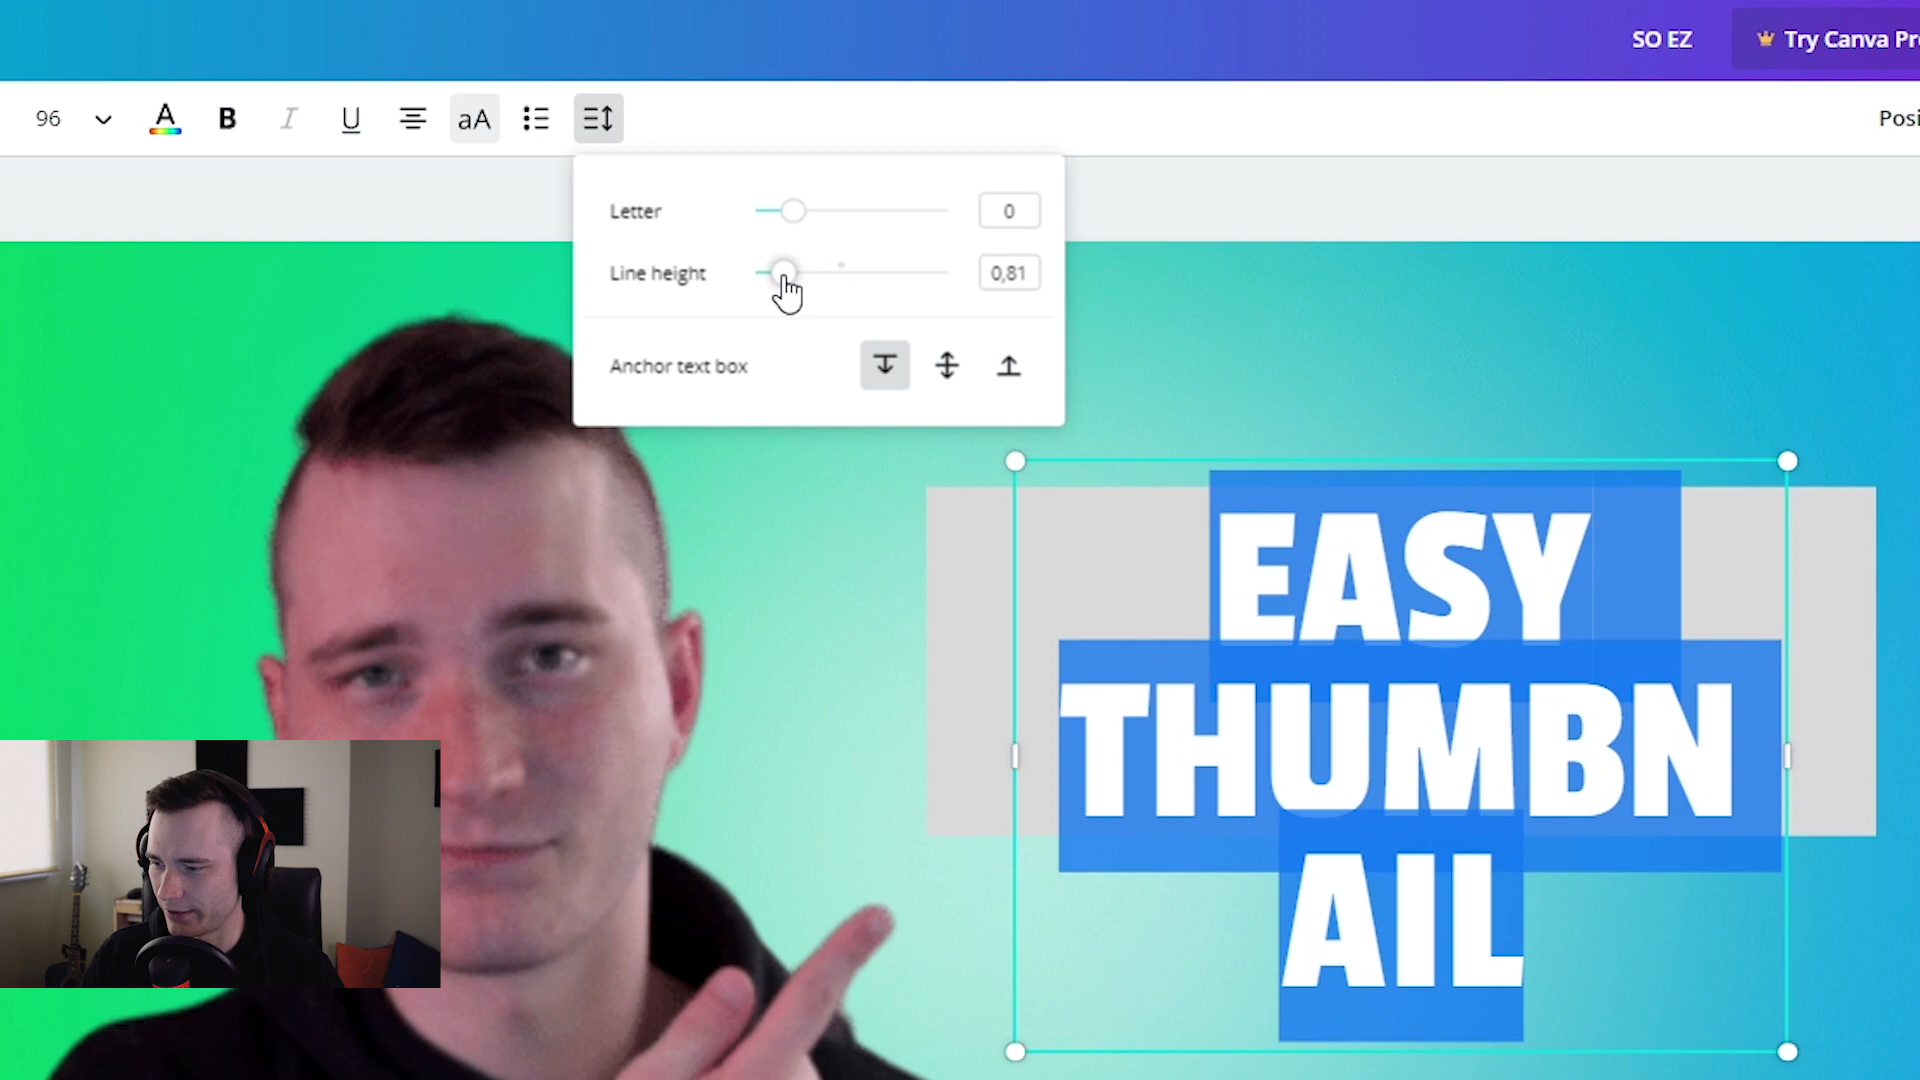 SO EZ
Try Canva Pr
96
A
B
I
U
aA
Posi
Letter
0
Line height
0,81
Anchor text box
EASY
THUMBN
AIL